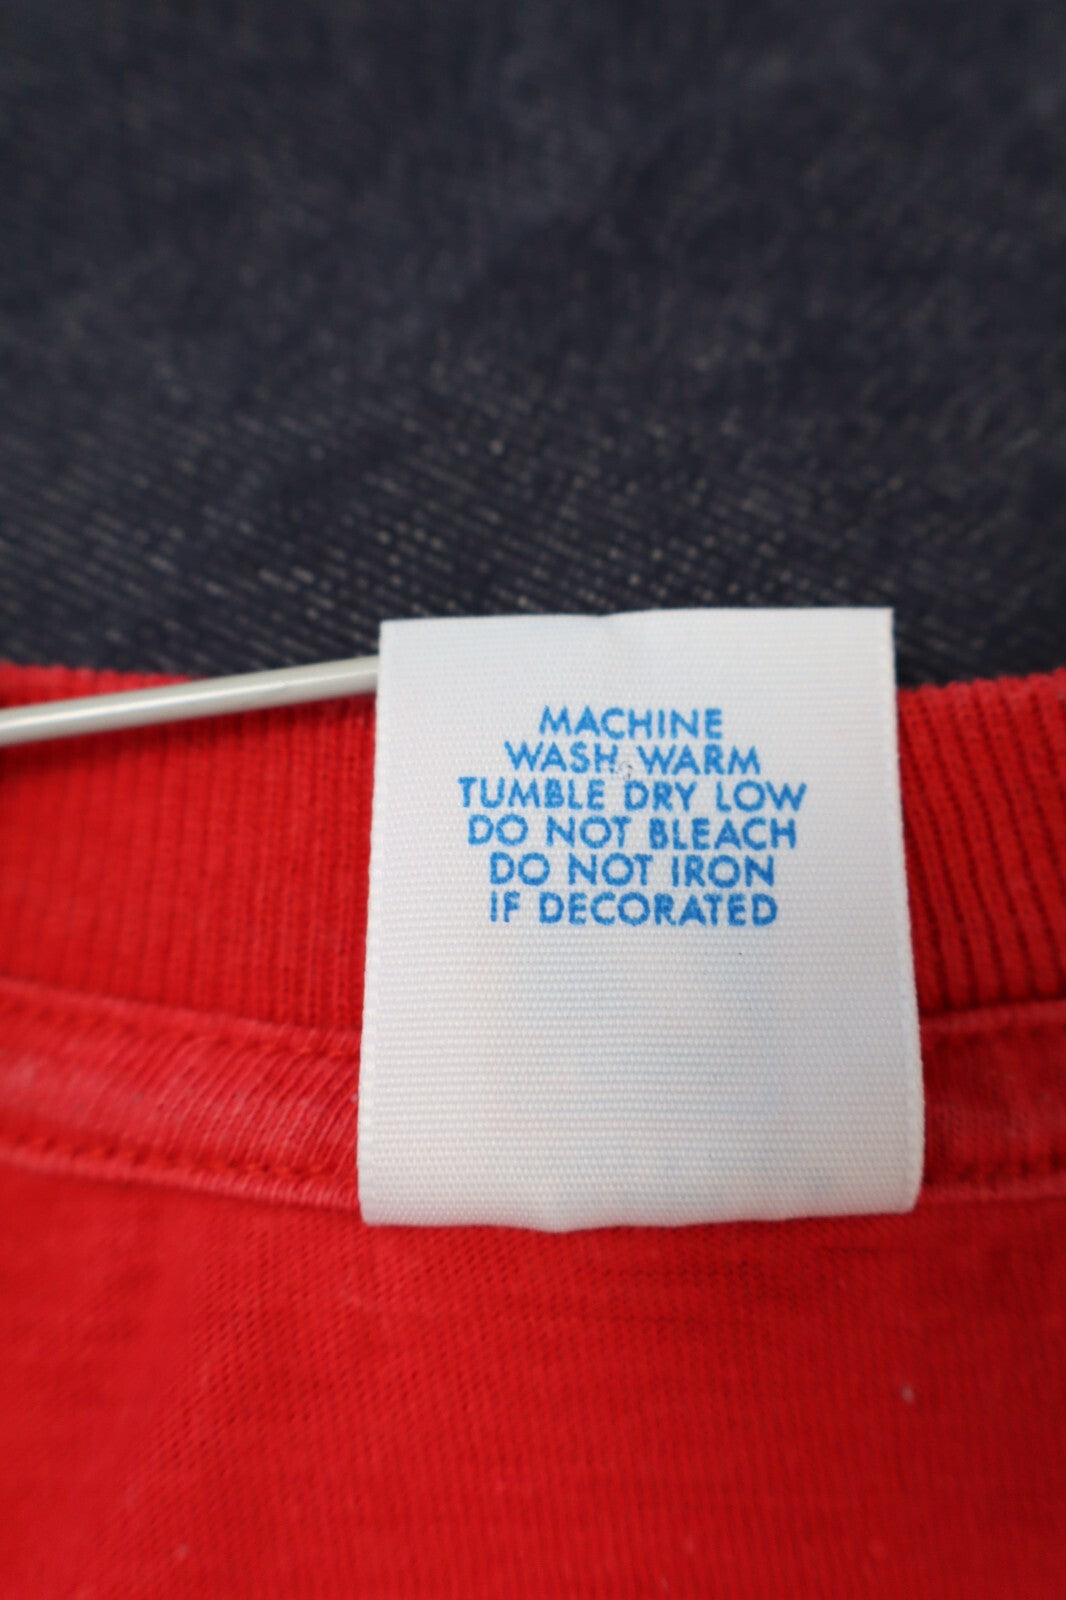 MACHINE
WASH WARM
TUMBLE DRY LOW
DO NOT BLEACH
DO NOT IRON
IF DECORATED